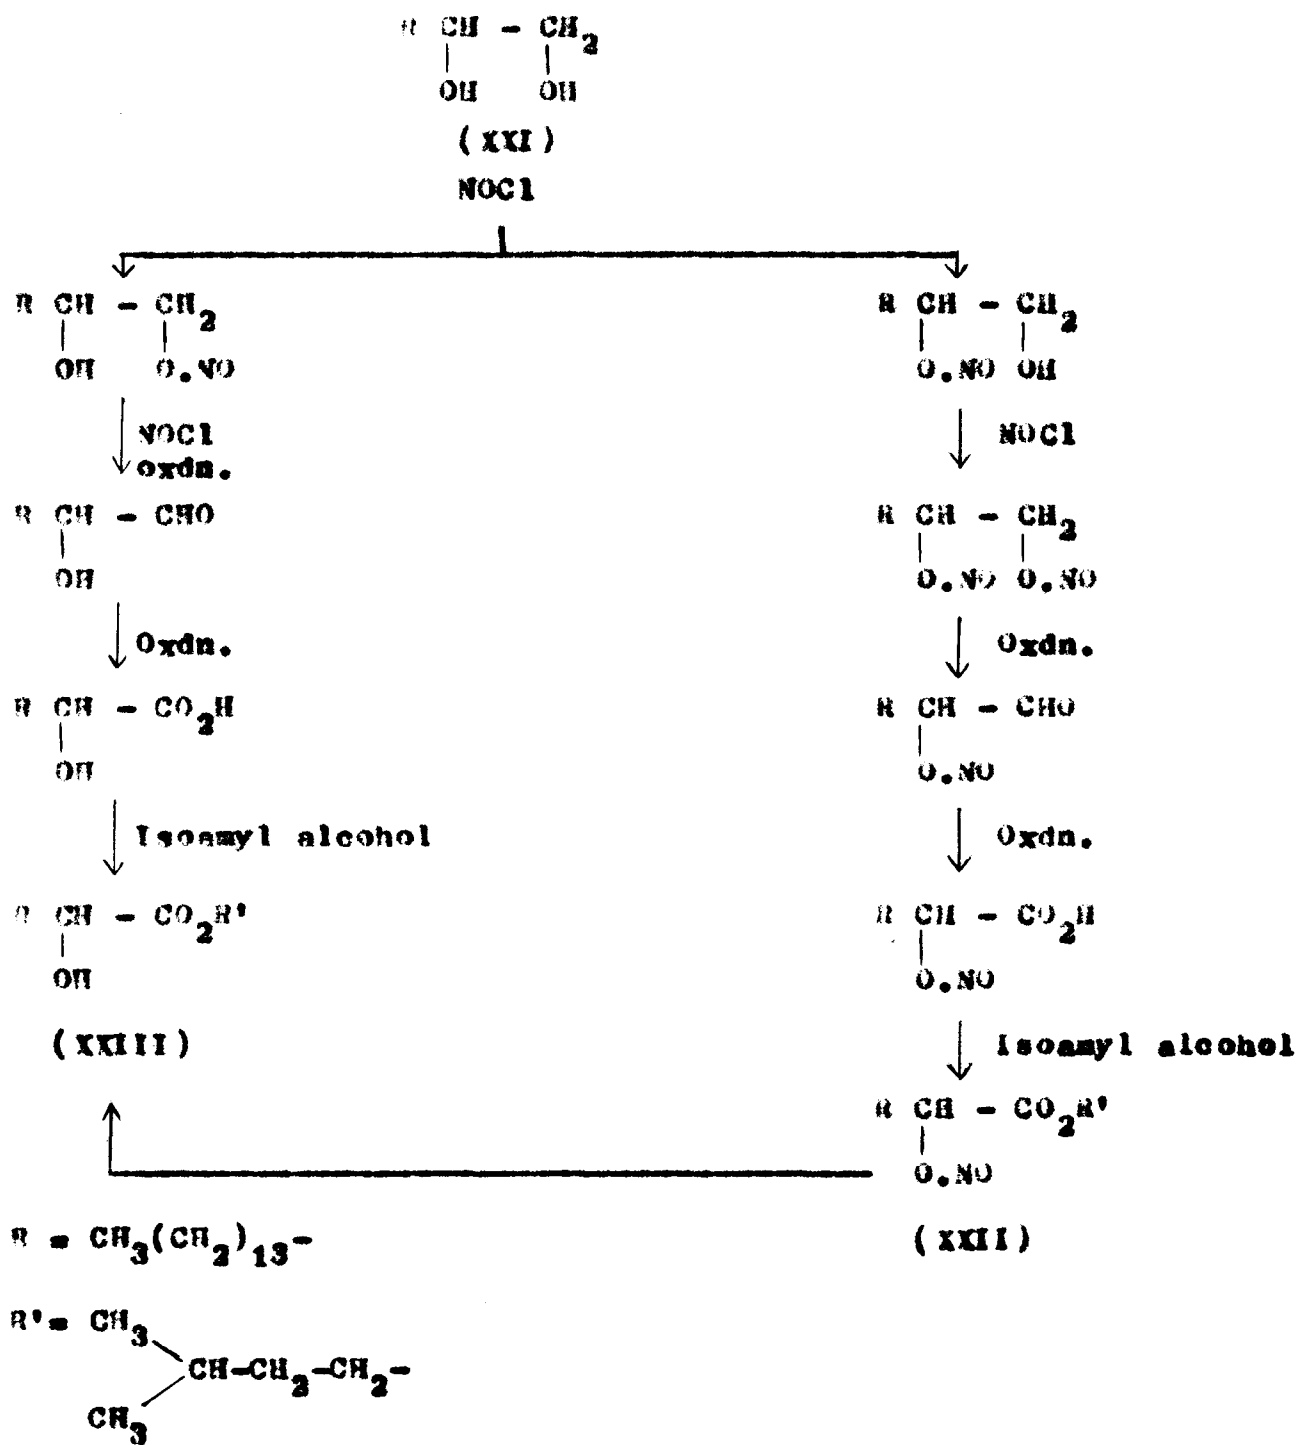 R CH - CH2
OH OH
(XXI)
NOCl
R CH - CH2
OH O.NO
NOCl
oxdn.
R CH - CHO
OH
Oxdn.
R CH - CO2H
OH
Isoamyl alcohol
R CH - CO2R'
OH
(XXIII)
R CH - CH2
O.NO OH
NOCl
R CH - CH2
O.NO O.NO
Oxdn.
R CH - CHO
O.NO
Oxdn.
R CH - CO2H
O.NO
Isoamyl alcohol
R CH - CO2R'
O.NO
(XXII)
R = CH3(CH2)13-
R'= CH3
CH-CH2-CH2-
CH3